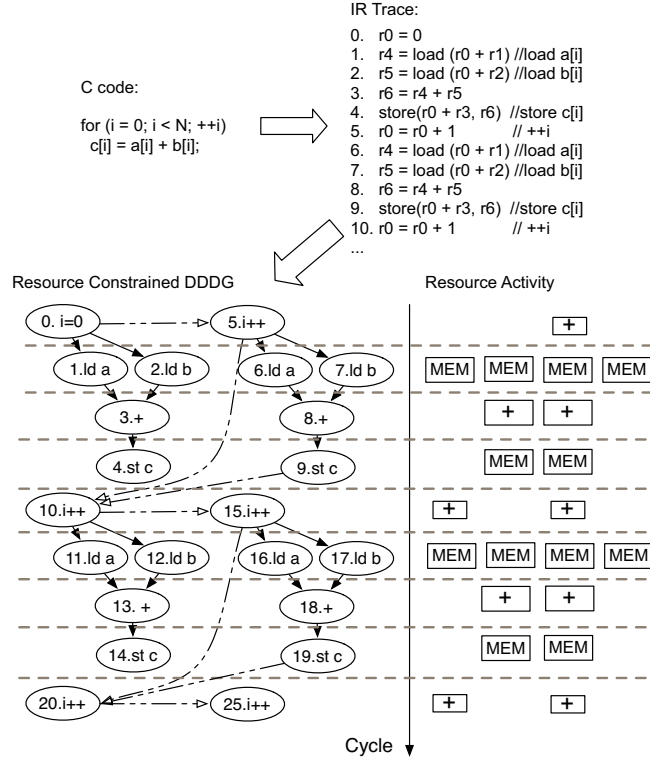 IR Trace:
0. r0 = 0
1. r4 = load (r0 + r1) //load a[i]
2. r5 = load (r0 + r2) //load b[i]
3. r6 = r4 + r5
4. store(r0 + r3, r6) //store c[i]
5. r0 = r0 + 1 // ++i
6. r4 = load (r0 + r1) //load a[i]
7. r5 = load (r0 + r2) //load b[i]
8. r6 = r4 + r5
9. store(r0 + r3, r6) //store c[i]
10. r0 = r0 + 1 // ++i
...
C code:
for (i = 0; i < N; ++i)
c[i] = a[i] + b[i];
Resource Constrained DDDG
Resource Activity
0. i=0 5.i++ +
1.ld a 2.ld b 6.ld a 7.ld b MEM MEM MEM MEM
3.+ 8.+ + +
4.st c 9.st c MEM MEM
10.i++ 15.i++ + +
11.ld a 12.ld b 16.ld a 17.ld b MEM MEM MEM MEM
13. + 18.+ + +
14.st c 19.st c MEM MEM
20.i++ 25.i++ + +
Cycle